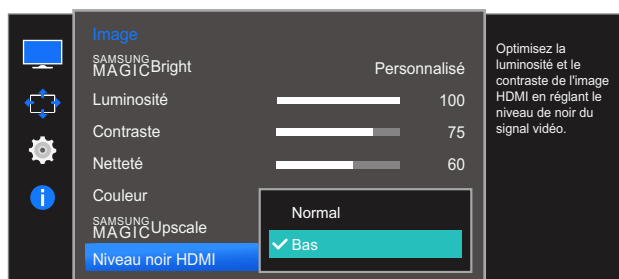 Image
SAMSUNG
MAGICBright Personnalisé
Luminosité 100
Contraste 75
Netteté 60
Couleur
SAMSUNG
MAGICUpscale
Niveau noir HDMI
Normal
Bas
Optimisez la
luminosité et le
contraste de l'image
HDMI en réglant le
niveau de noir du
signal vidéo.